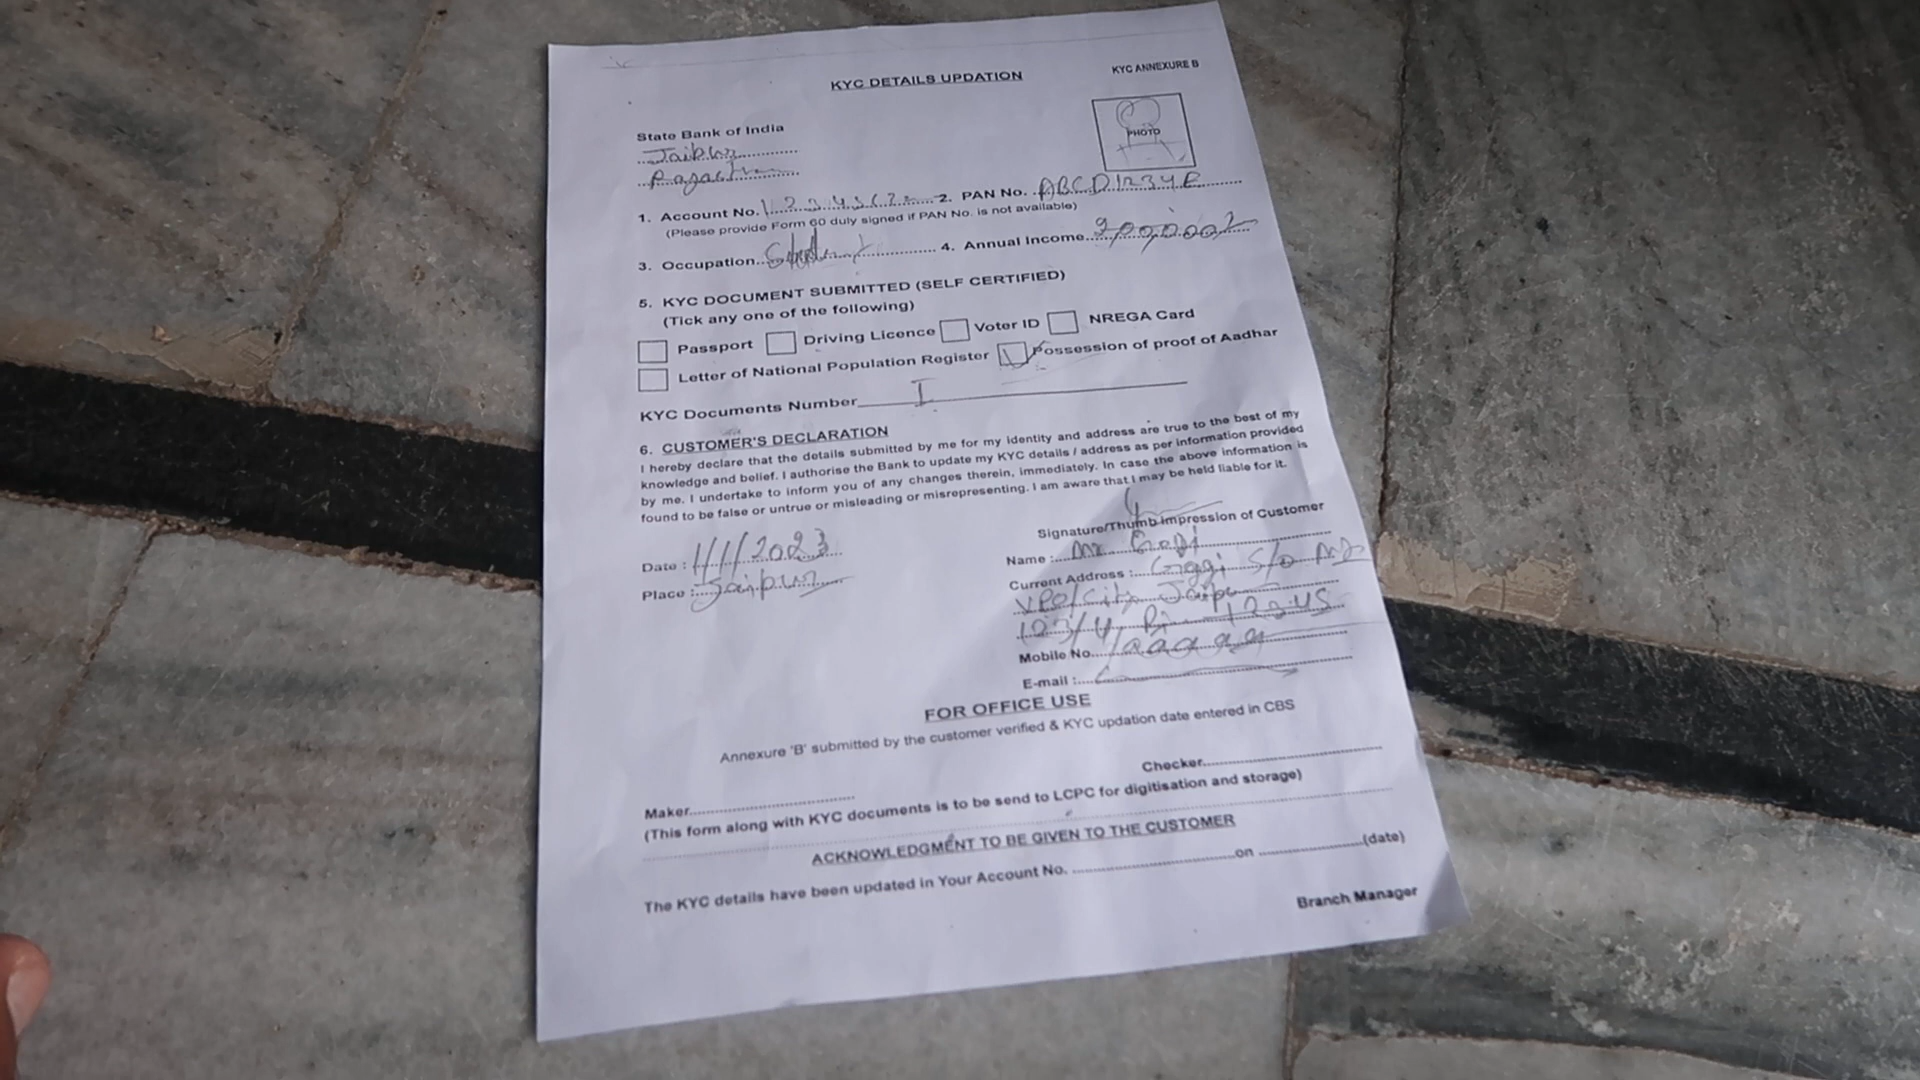 KYC DETAILS UPDATION
KYC ANNEXURE B
PHOTO
State Bank of India
Jaipur
1. Account No. 2. PAN No. ABCD1234E
(Please provide Form 60 duly signed if PAN No. is not available)
3. Occupation 4. Annual Income
5. KYC DOCUMENT SUBMITTED (SELF CERTIFIED)
(Tick any one of the following)
Passport Driving Licence Voter ID NREGA Card
Letter of National Population Register Possession of proof of Aadhar
KYC Documents Number
6. CUSTOMER'S DECLARATION
I hereby declare that the details submitted by me for my identity and address are true to the best of my
knowledge and belief. I authorise the Bank to update my KYC details / address as per information provided
by me. I undertake to inform you of any changes therein, immediately. In case the above information is
found to be false or untrue or misleading or misrepresenting. I am aware that I may be held liable for it.
Signature/Thumb impression of Customer
Date : 1/1/2023
Place : Jaipur
Name : Mr.
Current Address : S/o
Mobile No.
E-mail :
FOR OFFICE USE
Annexure 'B' submitted by the customer verified & KYC updation date entered in CBS
Maker Checker
(This form along with KYC documents is to be send to LCPC for digitisation and storage)
ACKNOWLEDGMENT TO BE GIVEN TO THE CUSTOMER
The KYC details have been updated in Your Account No. on (date)
Branch Manager